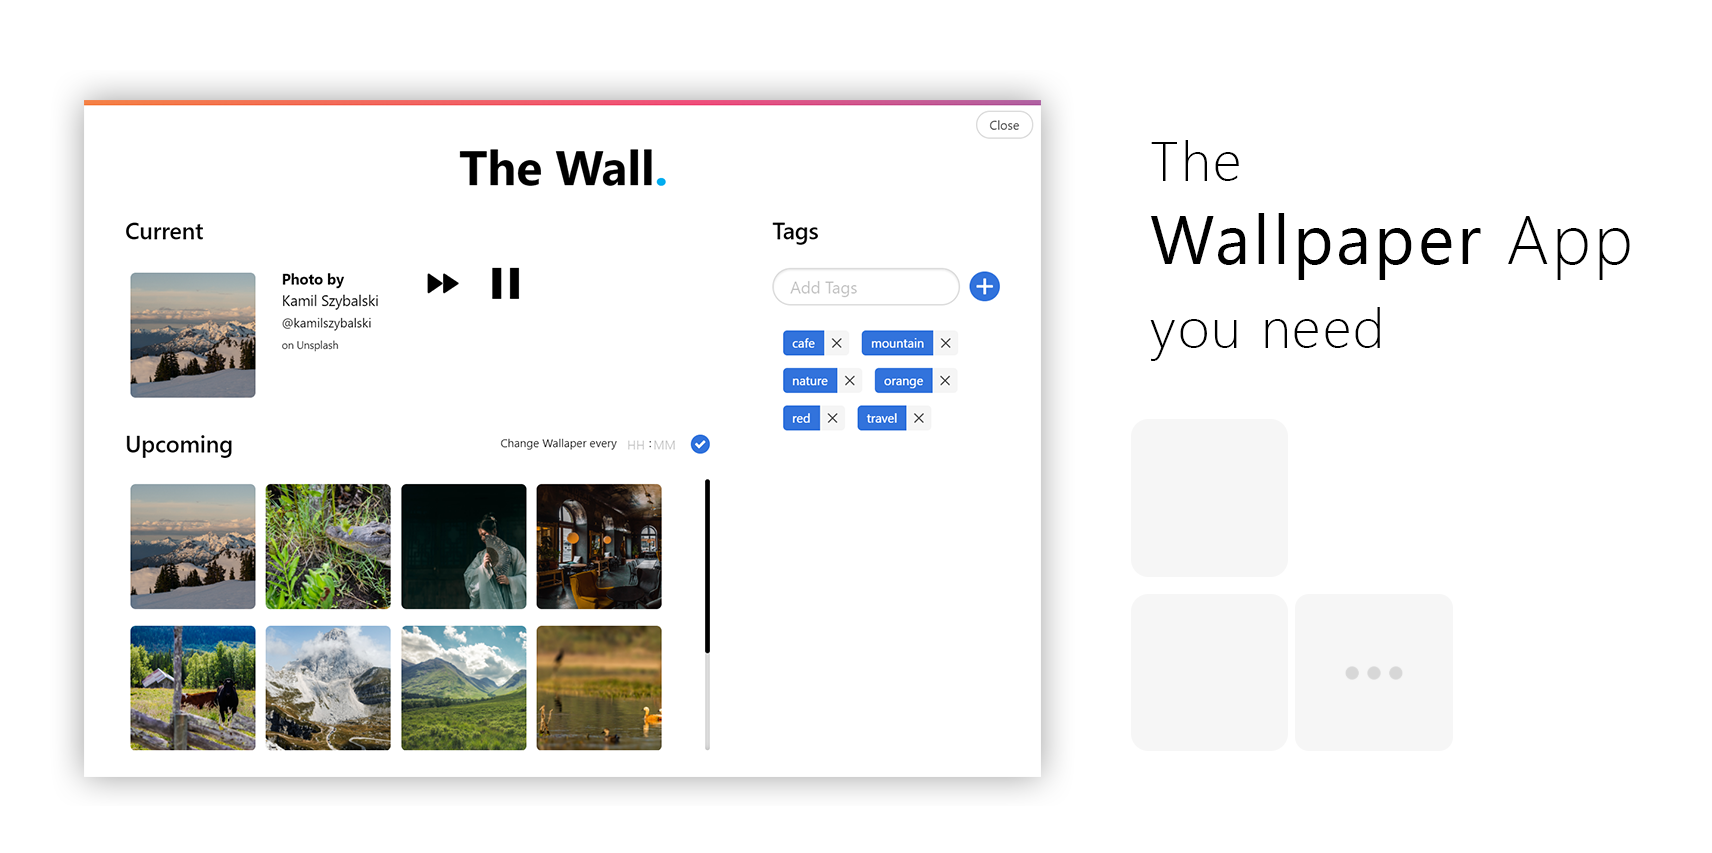 Close
The Wall.
Current
Photo by
Kamil Szybalski
@kamilszybalski
on Unsplash
Tags
Add Tags
cafe
mountain
nature
orange
red
travel
Upcoming
Change Wallaper every HH : MM
The
Wallpaper App
you need